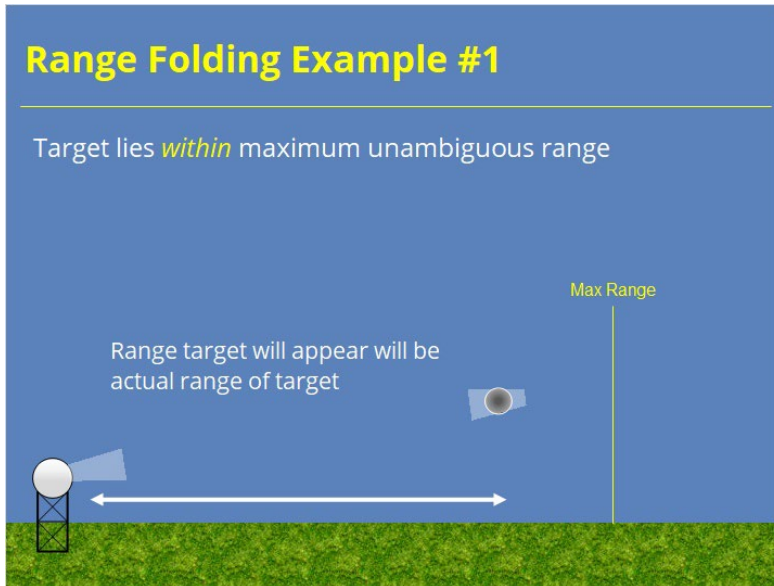 Range Folding Example #1
Target lies within maximum unambiguous range
Max Range
Range target will appear will be
actual range of target